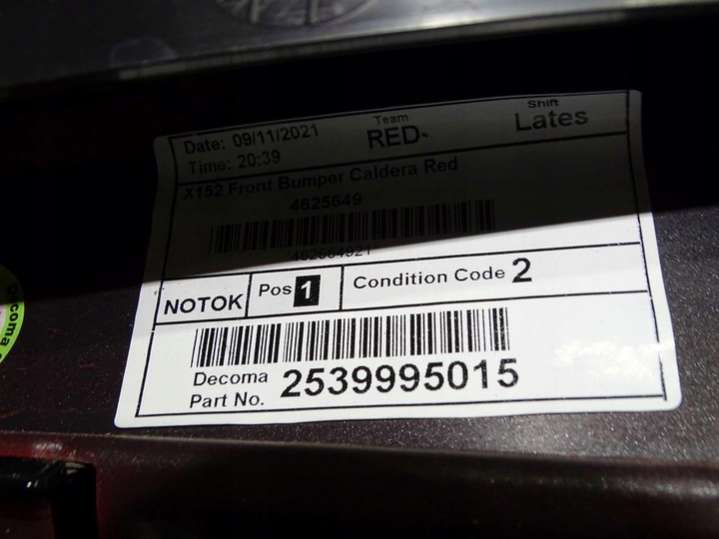 Date: 09/11/2021
Team
Shift
Time: 20:39
RED-
Lates
X152 Front Bumper Caldera Red
4625649
NOTOK
Pos 1
Condition Code 2
Decoma
Part No.
2539995015